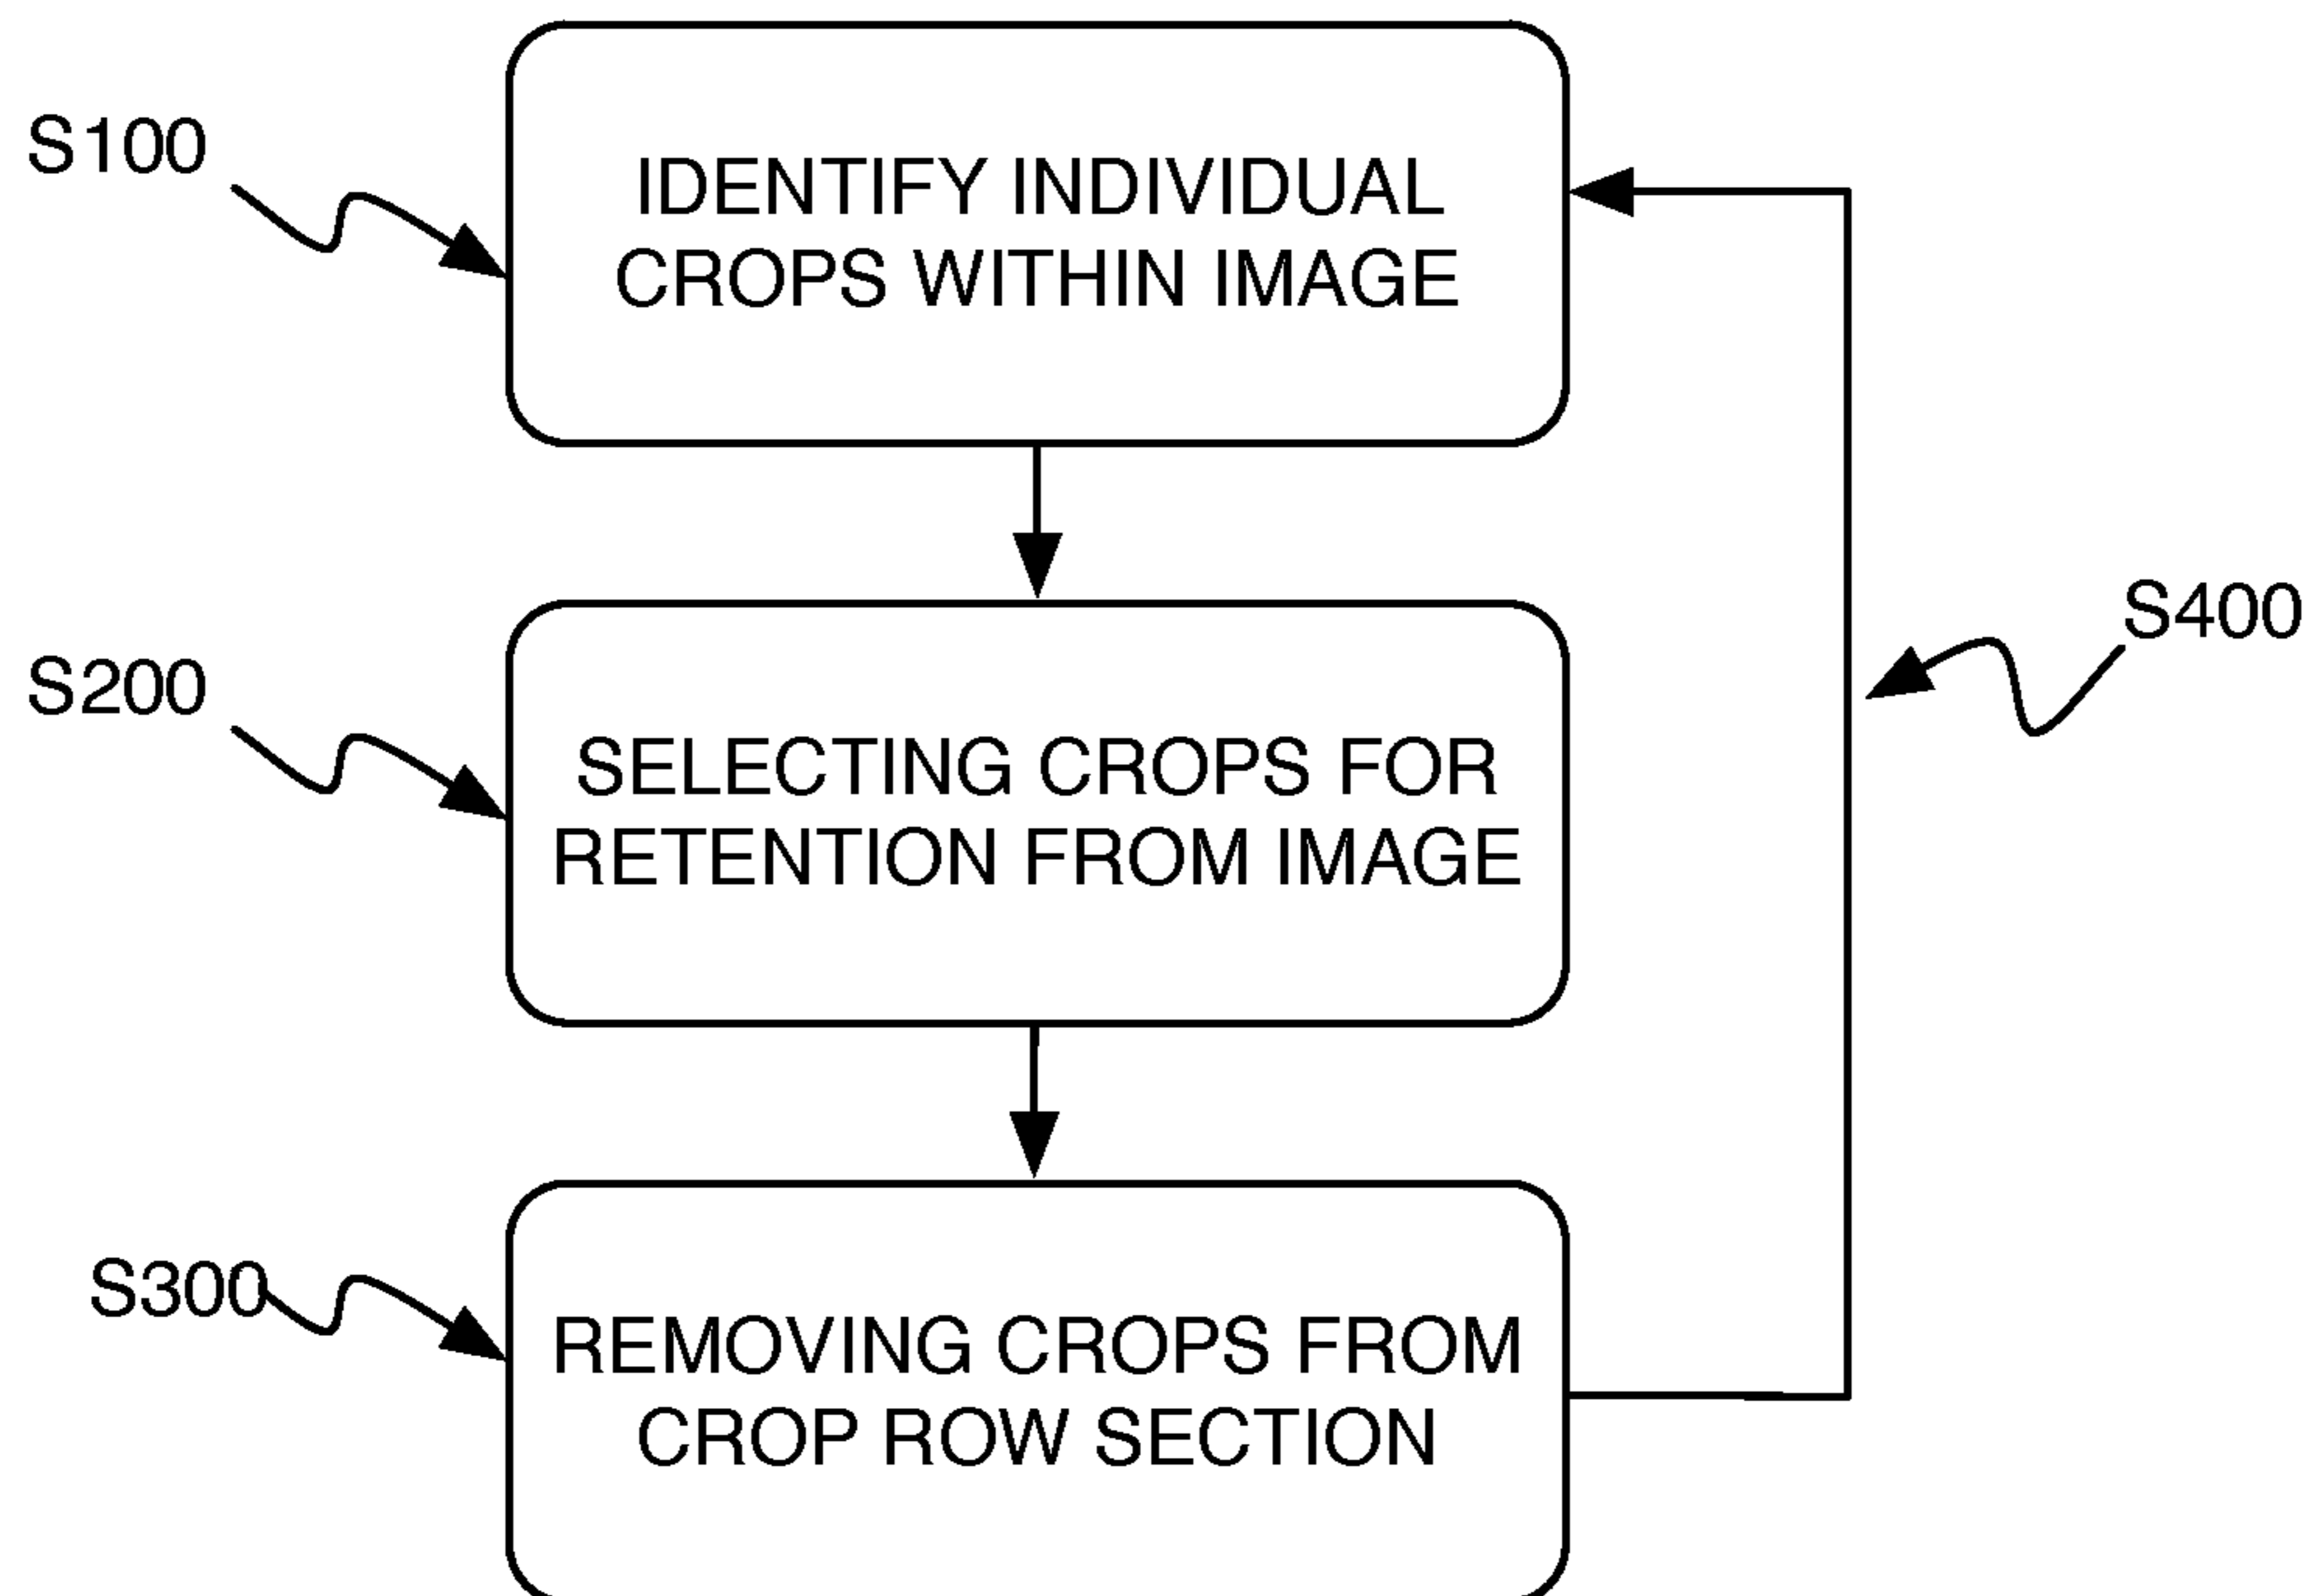 S100
IDENTIFY INDIVIDUAL
CROPS WITHIN IMAGE
S200
SELECTING CROPS FOR
RETENTION FROM IMAGE
S400
S300
REMOVING CROPS FROM
CROP ROW SECTION